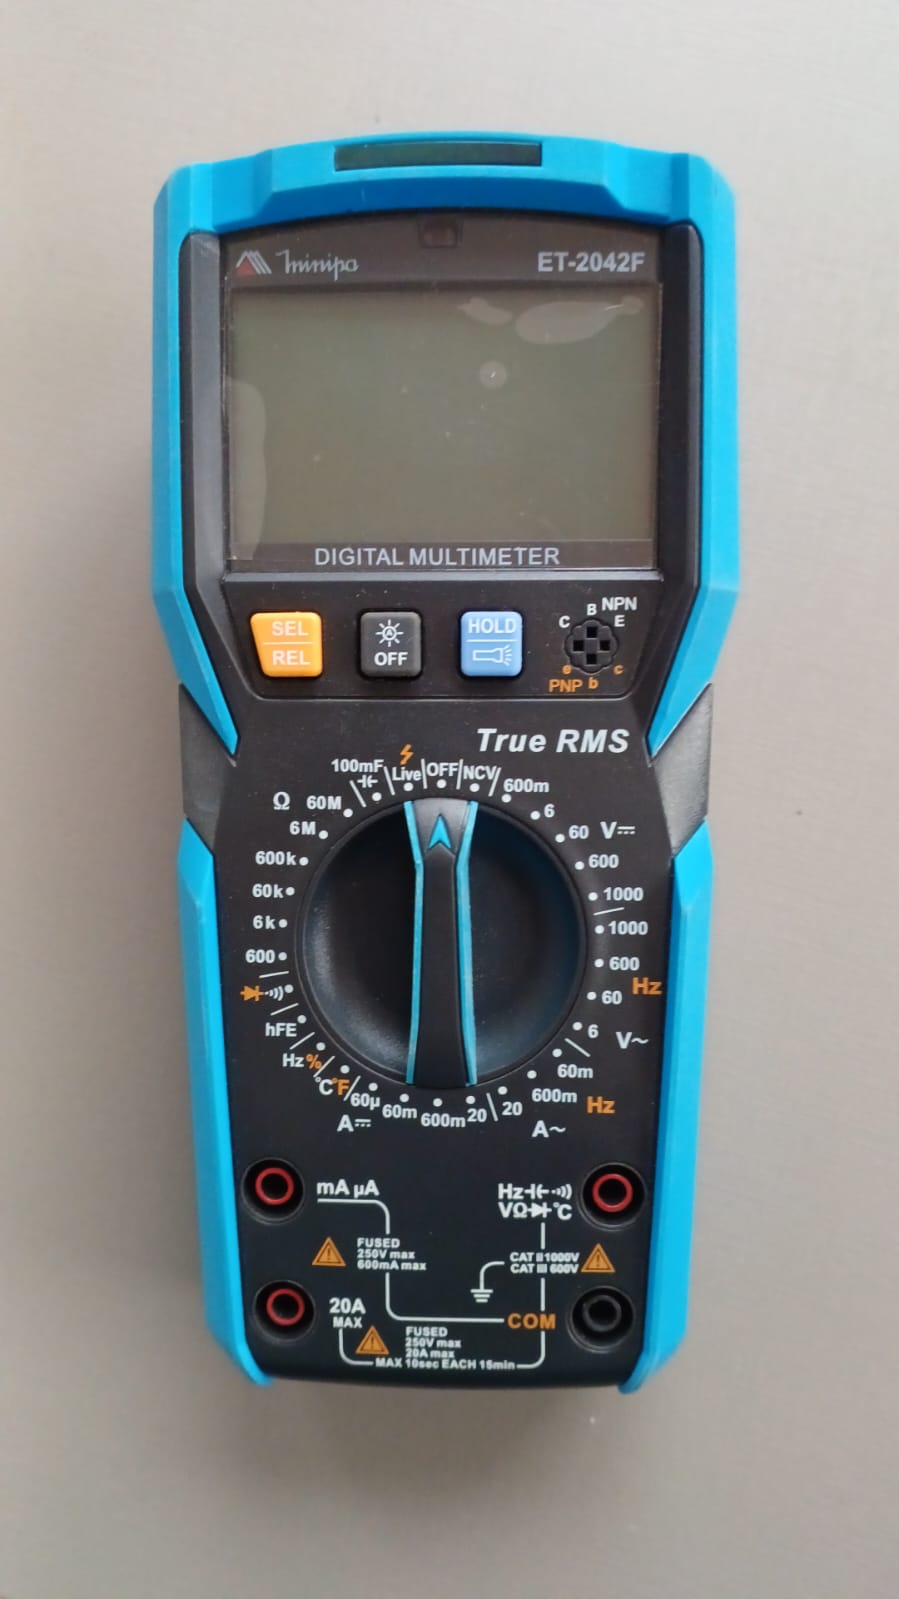 Minipa ET-2042F
DIGITAL MULTIMETER
SEL
REL
OFF
HOLD
NPN
C B E
e b c
PNP
True RMS
100mF
Live
OFF
NCV
600m
6
60
V⎓
600
1000
1000
600
Hz
60
6
V~
60m
600m
Hz
20
A~
20
600m
60m
60µ
A⎓
°C°F
Hz%
hFE
600
6k
60k
600k
6M
60M
Ω
mA µA
FUSED
250V max
600mA max
Hz
VΩ °C
CAT II 1000V
CAT III 600V
20A
MAX
COM
FUSED
250V max
20A max
MAX 10sec EACH 15min